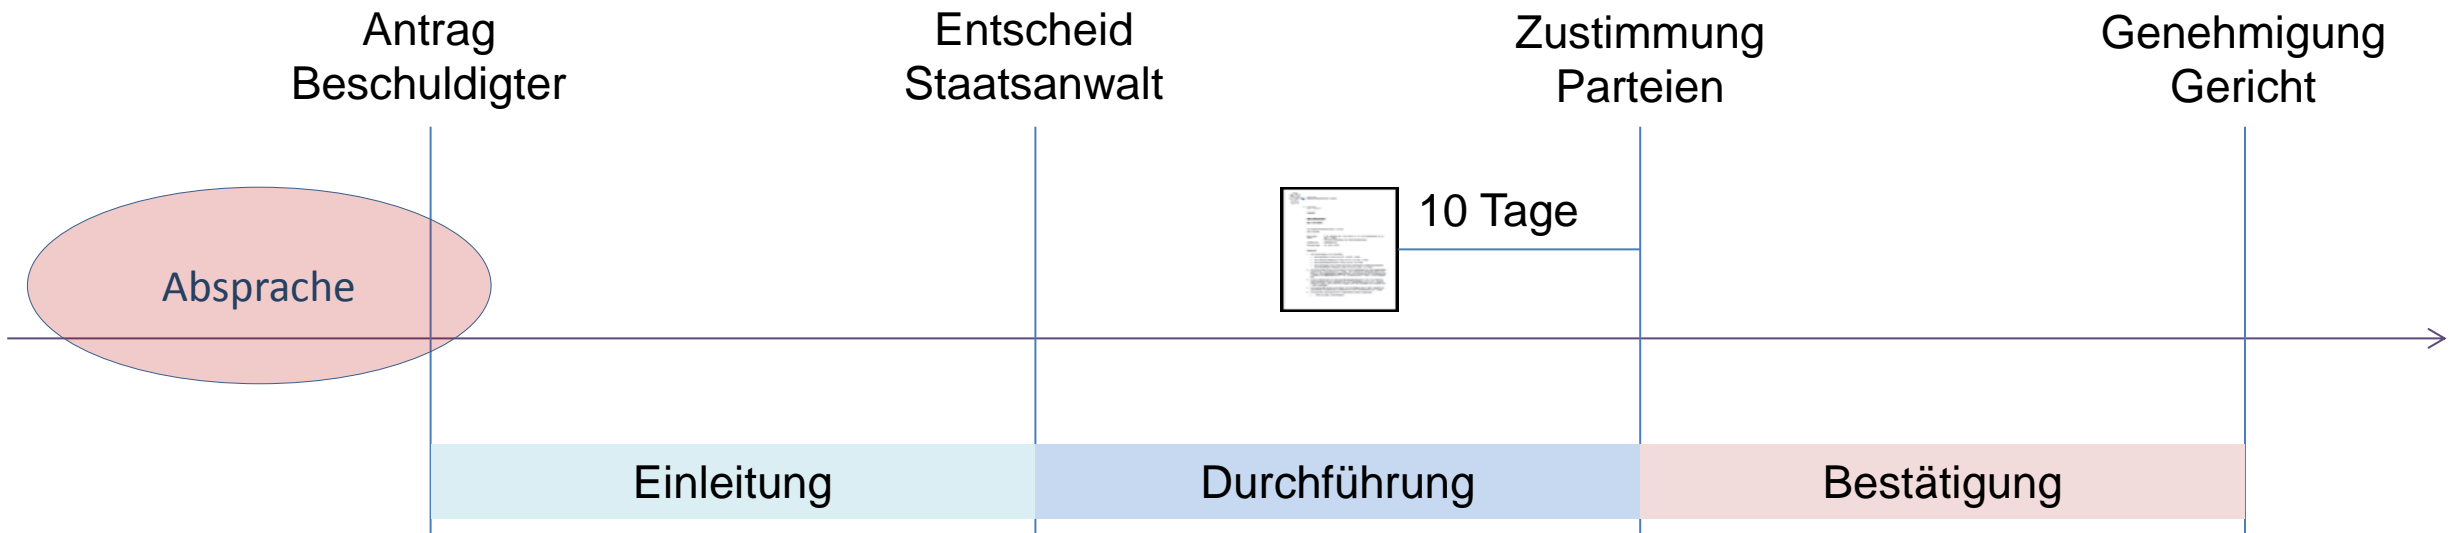 Antrag
Beschuldigter
Entscheid
Staatsanwalt
Zustimmung
Parteien
Genehmigung
Gericht
10 Tage
Absprache
Einleitung
Durchführung
Bestätigung